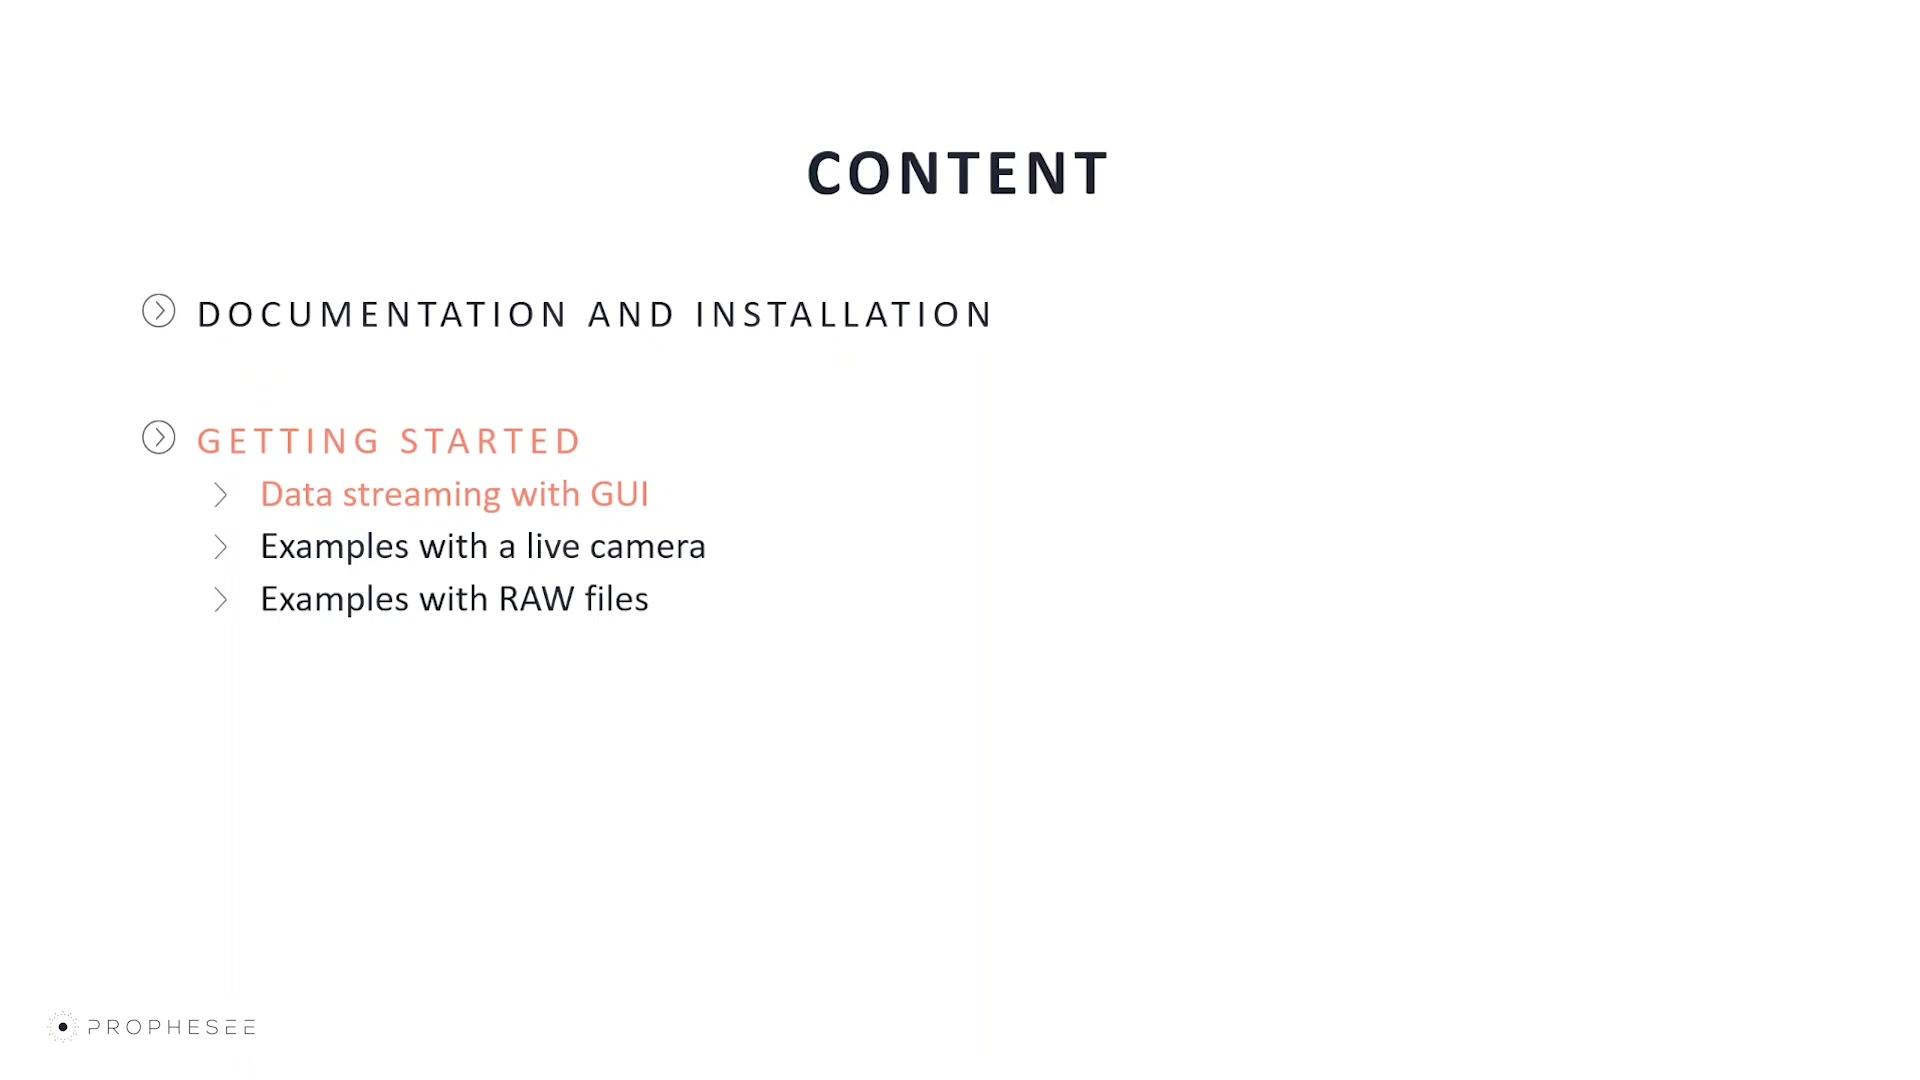 CONTENT
DOCUMENTATION AND INSTALLATION
GETTING STARTED
Data streaming with GUI
Examples with a live camera
Examples with RAW files
PROPHESEE